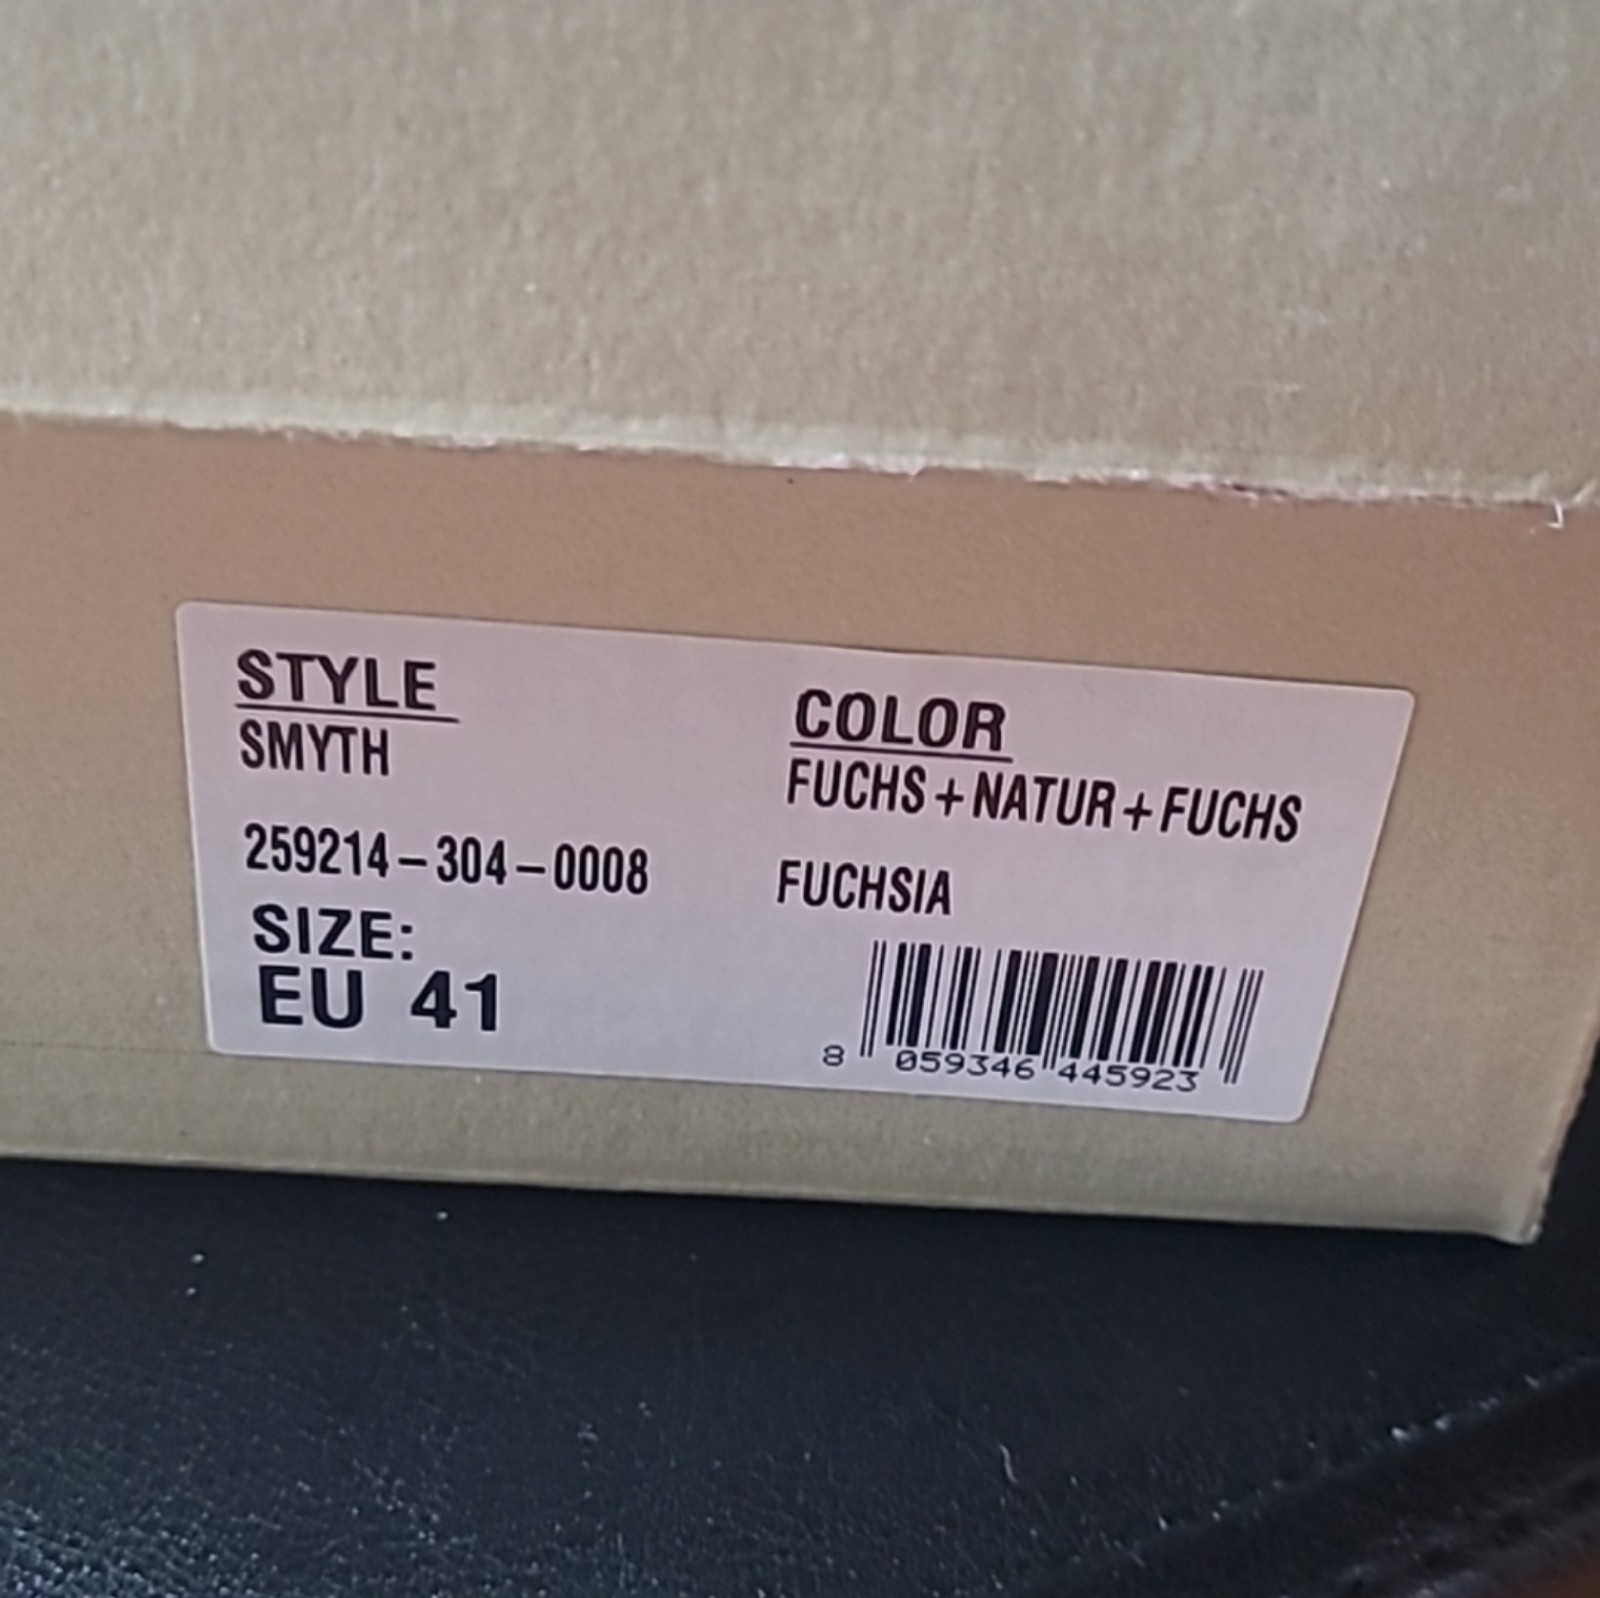 STYLE
SMYTH
259214-304-0008
SIZE:
EU 41
COLOR
FUCHS+NATUR+FUCHS
FUCHSIA
8 059346 445923